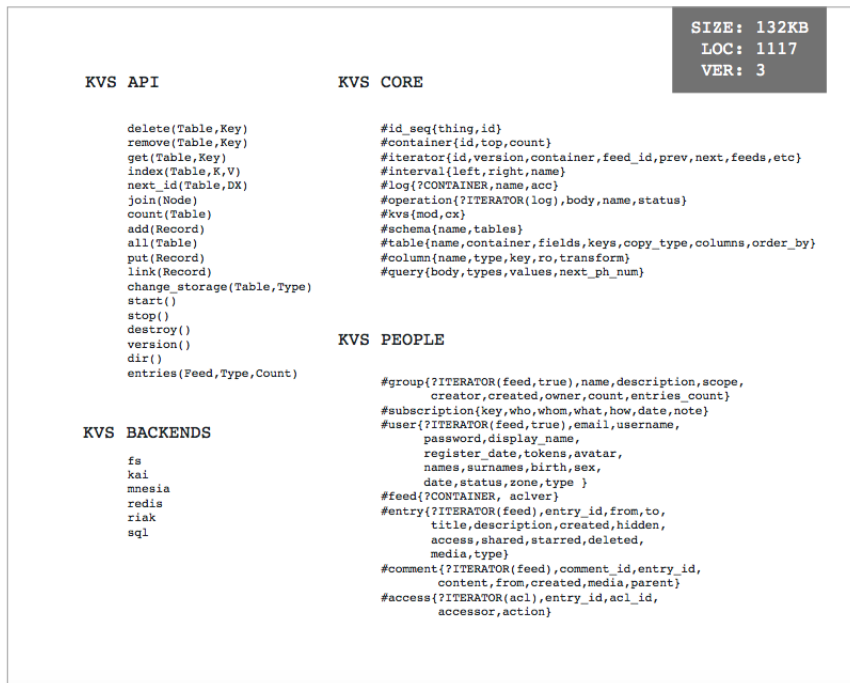 SIZE: 132KB
LOC: 1117
VER: 3
KVS API
delete(Table,Key)
remove(Table,Key)
get(Table,Key)
index(Table,K,V)
next_id(Table,DX)
join(Node)
count(Table)
add(Record)
all(Table)
put(Record)
link(Record)
change_storage(Table,Type)
start()
stop()
destroy()
version()
dir()
entries(Feed,Type,Count)
KVS BACKENDS
fs
kai
mnesia
redis
riak
sql
KVS CORE
#id_seq{thing,id}
#container{id,top,count}
#iterator{id,version,container,feed_id,prev,next,feeds,etc}
#interval{left,right,name}
#log{?CONTAINER,name,acc}
#operation{?ITERATOR(log),body,name,status}
#kvs{mod,cx}
#schema{name,tables}
#table{name,container,fields,keys,copy_type,columns,order_by}
#column{name,type,key,ro,transform}
#query{body,types,values,next_ph_num}
KVS PEOPLE
#group{?ITERATOR(feed,true),name,description,scope,
creator,created,owner,count,entries_count}
#subscription{key,who,whom,what,how,date,note}
#user{?ITERATOR(feed,true),email,username,
password,display_name,
register_date,tokens,avatar,
names,surnames,birth,sex,
date,status,zone,type }
#feed{?CONTAINER, aclver}
#entry{?ITERATOR(feed),entry_id,from,to,
title,description,created,hidden,
access,shared,starred,deleted,
media,type}
#comment{?ITERATOR(feed),comment_id,entry_id,
content,from,created,media,parent}
#access{?ITERATOR(acl),entry_id,acl_id,
accessor,action}